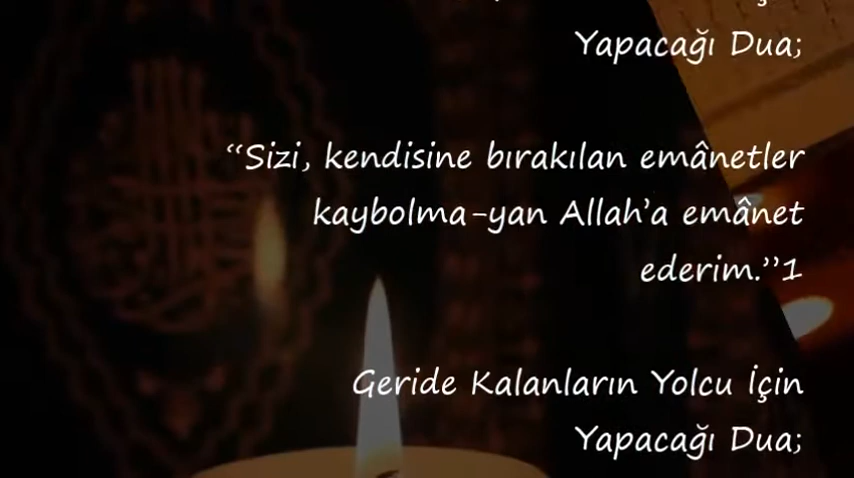 Yapacağı Dua;
“Sizi, kendisine bırakılan emânetler
kaybolma-yan Allah’a emânet
ederim.”1
Geride Kalanların Yolcu İçin
Yapacağı Dua;